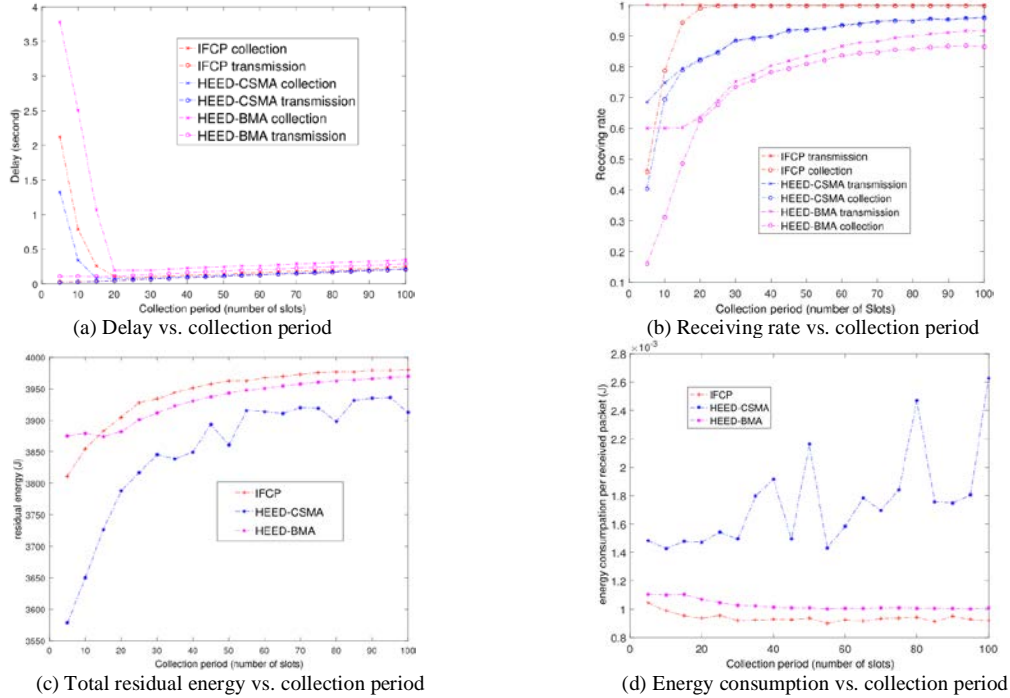 4
3.5
3
2.5
2
1.5
1
0.5
0
Delay (second)
IFCP collection
IFCP transmission
HEED-CSMA collection
HEED-CSMA transmission
HEED-BMA collection
HEED-BMA transmission
0 10 20 30 40 50 60 70 80 90 100
Collection period (number of slots)
(a) Delay vs. collection period
1
0.9
0.8
0.7
0.6
0.5
0.4
0.3
0.2
0.1
Receving rate
IFCP transmission
IFCP collection
HEED-CSMA transmission
HEED-CSMA collection
HEED-BMA transmission
HEED-BMA collection
0 10 20 30 40 50 60 70 80 90 100
Collection period (number of Slots)
(b) Receiving rate vs. collection period
4000
3950
3900
3850
3800
3750
3700
3650
3600
3550
residual energy (J)
IFCP
HEED-CSMA
HEED-BMA
0 10 20 30 40 50 60 70 80 90 100
Collection period (number of slots)
(c) Total residual energy vs. collection period
×10-3
2.8
2.6
2.4
2.2
2
1.8
1.6
1.4
1.2
1
0.8
energy consumpation per received packet (J)
IFCP
HEED-CSMA
HEED-BMA
0 10 20 30 40 50 60 70 80 90 100
Collection period (number of slots)
(d) Energy consumption vs. collection period